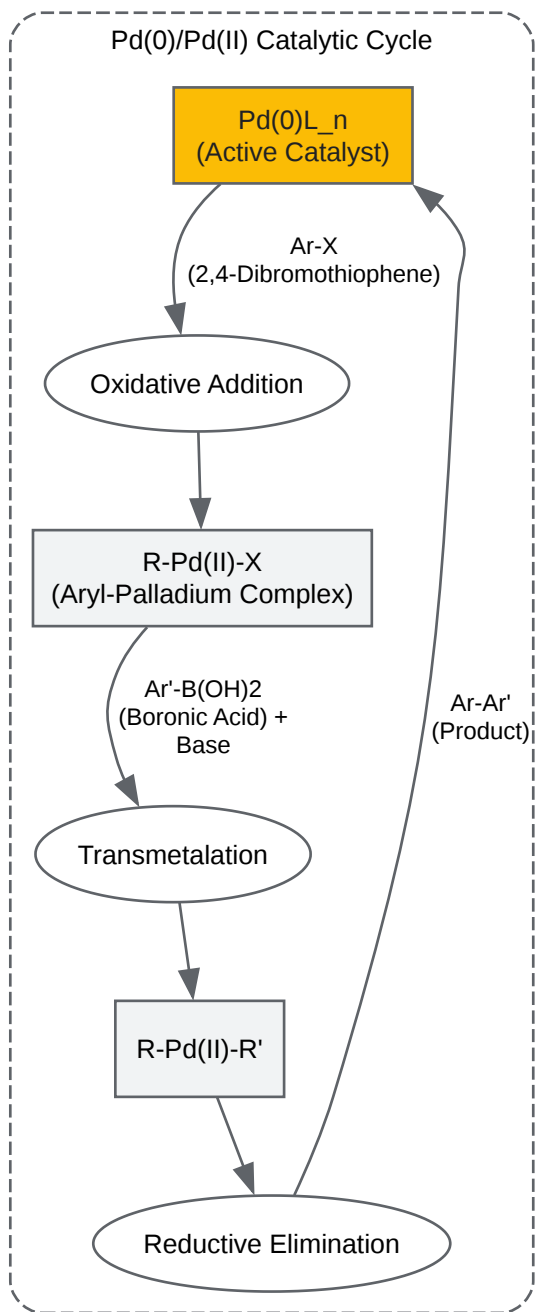 Pd(0)/Pd(II) Catalytic Cycle
Pd(0)L_n
(Active Catalyst)
Ar-X
(2,4-Dibromothiophene)
Oxidative Addition
R-Pd(II)-X
(Aryl-Palladium Complex)
Ar'-B(OH)2
(Boronic Acid) +
Base
Ar-Ar'
(Product)
Transmetalation
R-Pd(II)-R'
Reductive Elimination